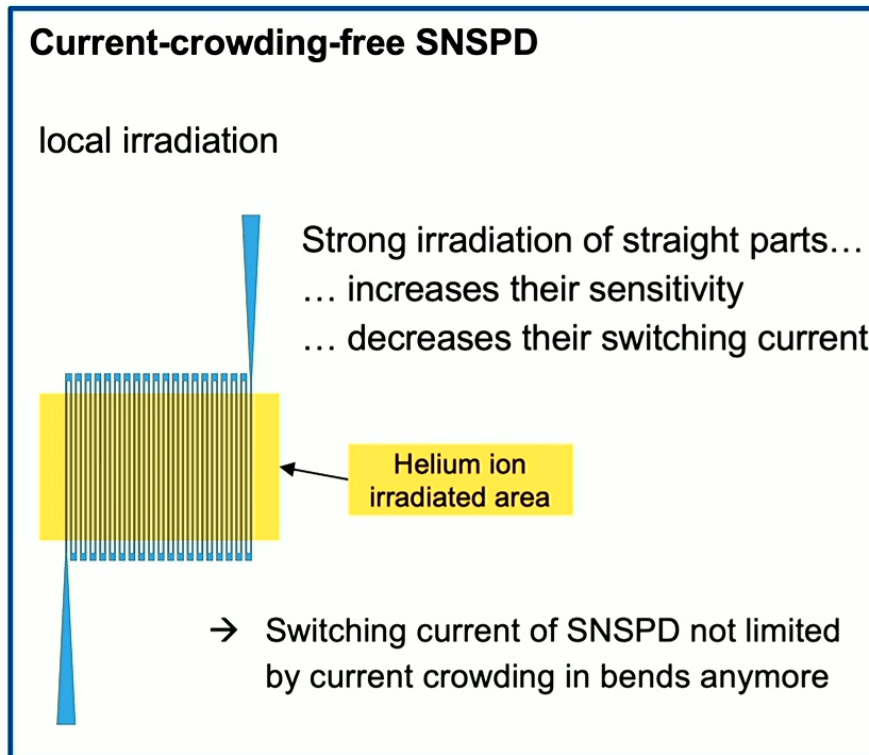 Current-crowding-free SNSPD
local irradiation
Strong irradiation of straight parts…
… increases their sensitivity
… decreases their switching current
Helium ion
irradiated area
→ Switching current of SNSPD not limited
by current crowding in bends anymore